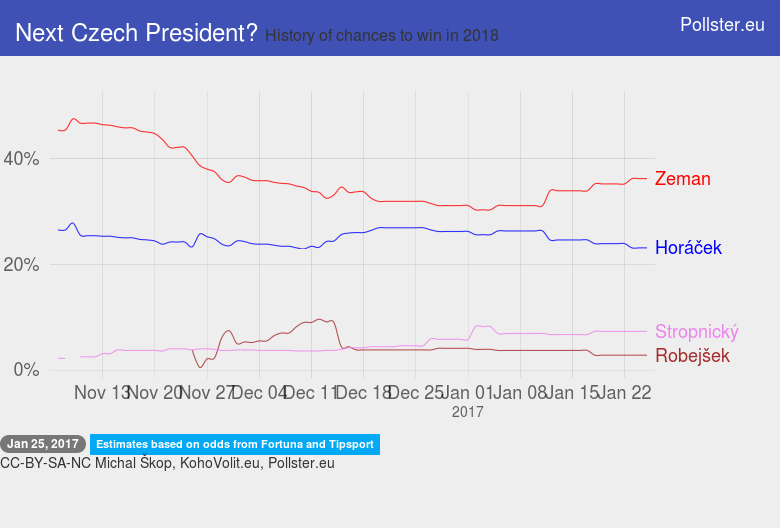 Next Czech President? History of chances to win in 2018
Pollster.eu
40%
20%
0%
Zeman
Horáček
Stropnický
Robejšek
Nov 13 Nov 20 Nov 27 Dec 04 Dec 11 Dec 18 Dec 25 Jan 01 Jan 08 Jan 15 Jan 22
2017
Jan 25, 2017 Estimates based on odds from Fortuna and Tipsport
CC-BY-SA-NC Michal Škop, KohoVolit.eu, Pollster.eu